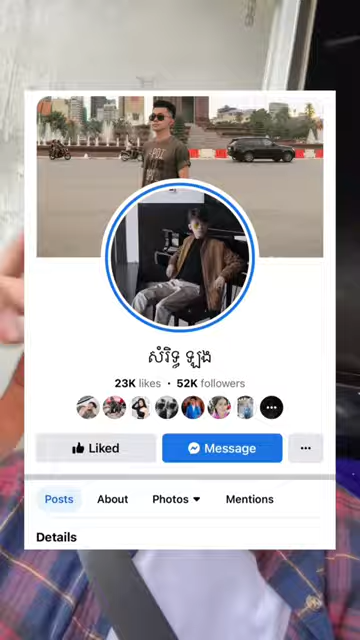 សំរិទ្ធ ឡុង
23K likes • 52K followers
Liked
Message
Posts
About
Photos
Mentions
Details